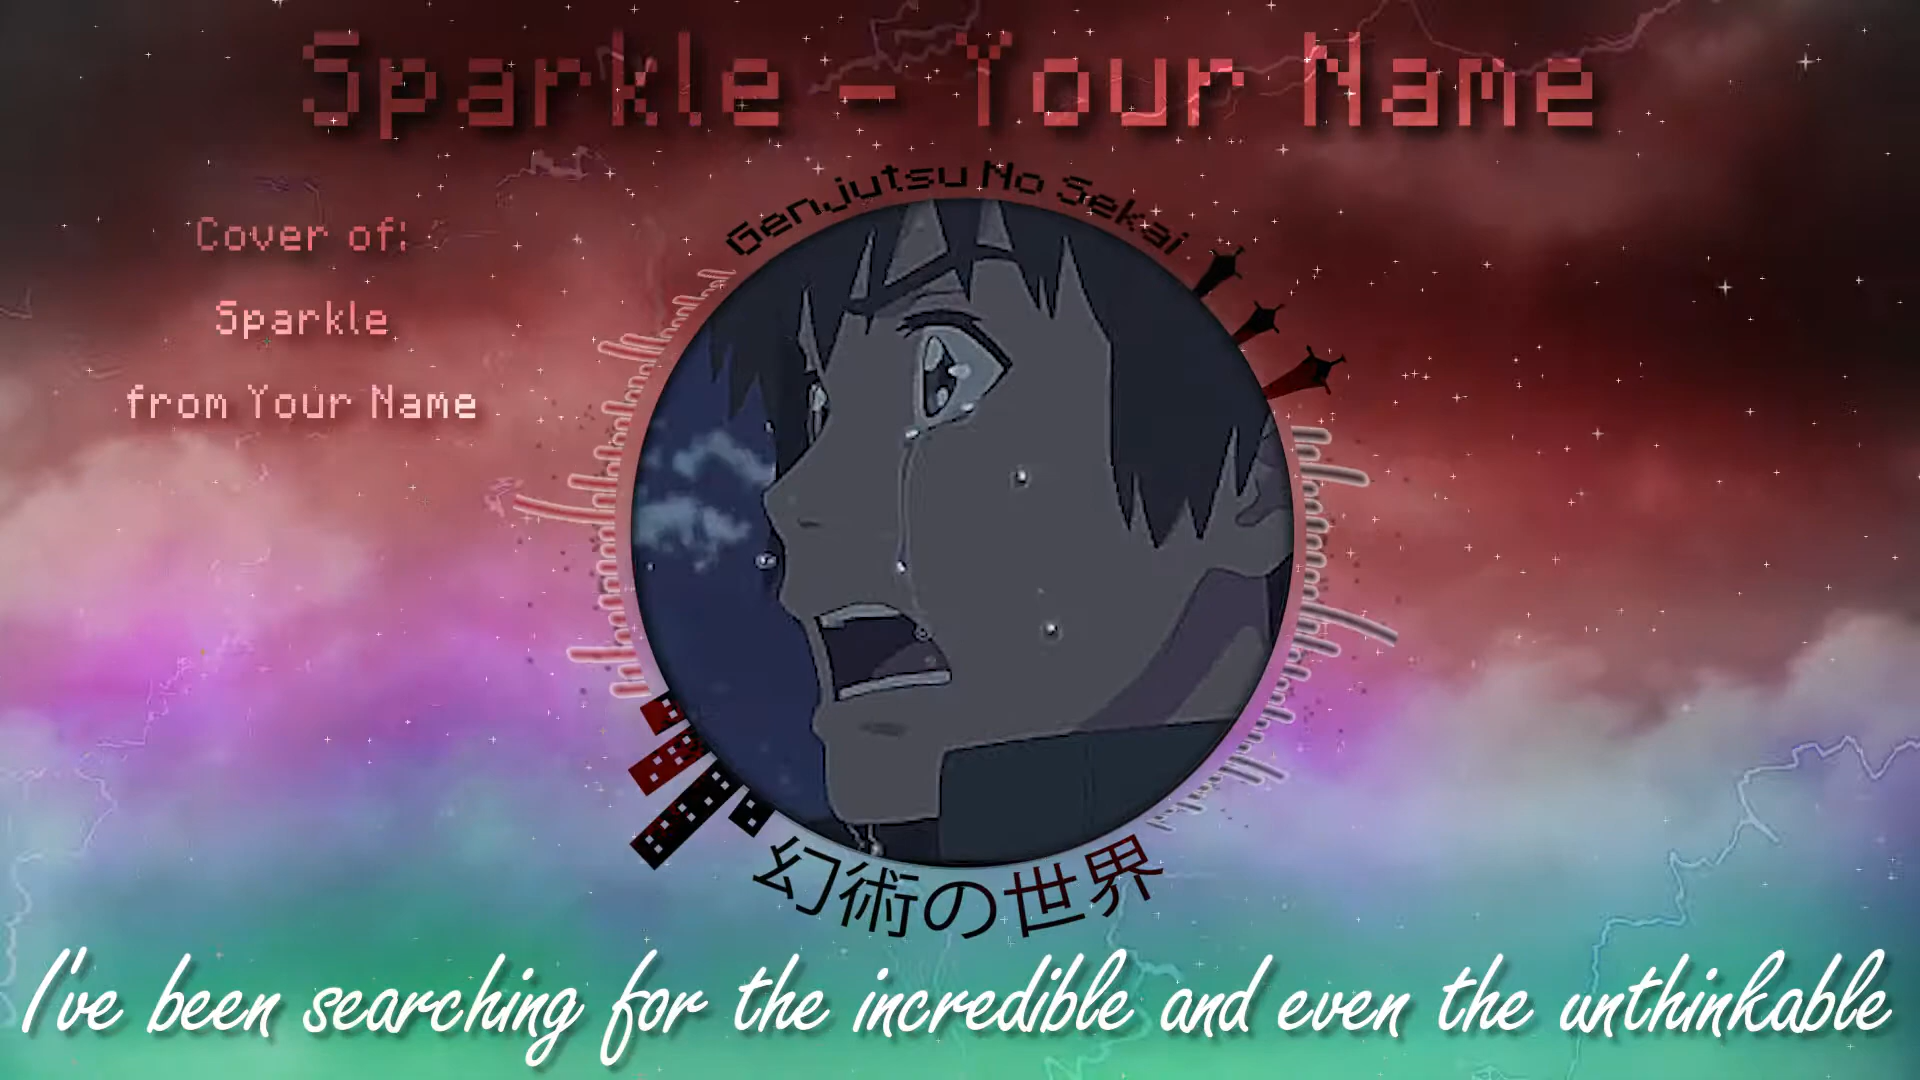 Sparkle - Your Name
Genjutsu No Sekai
Cover of:
Sparkle
from Your Name
幻術の世界
I've been searching for the incredible and even the unthinkable